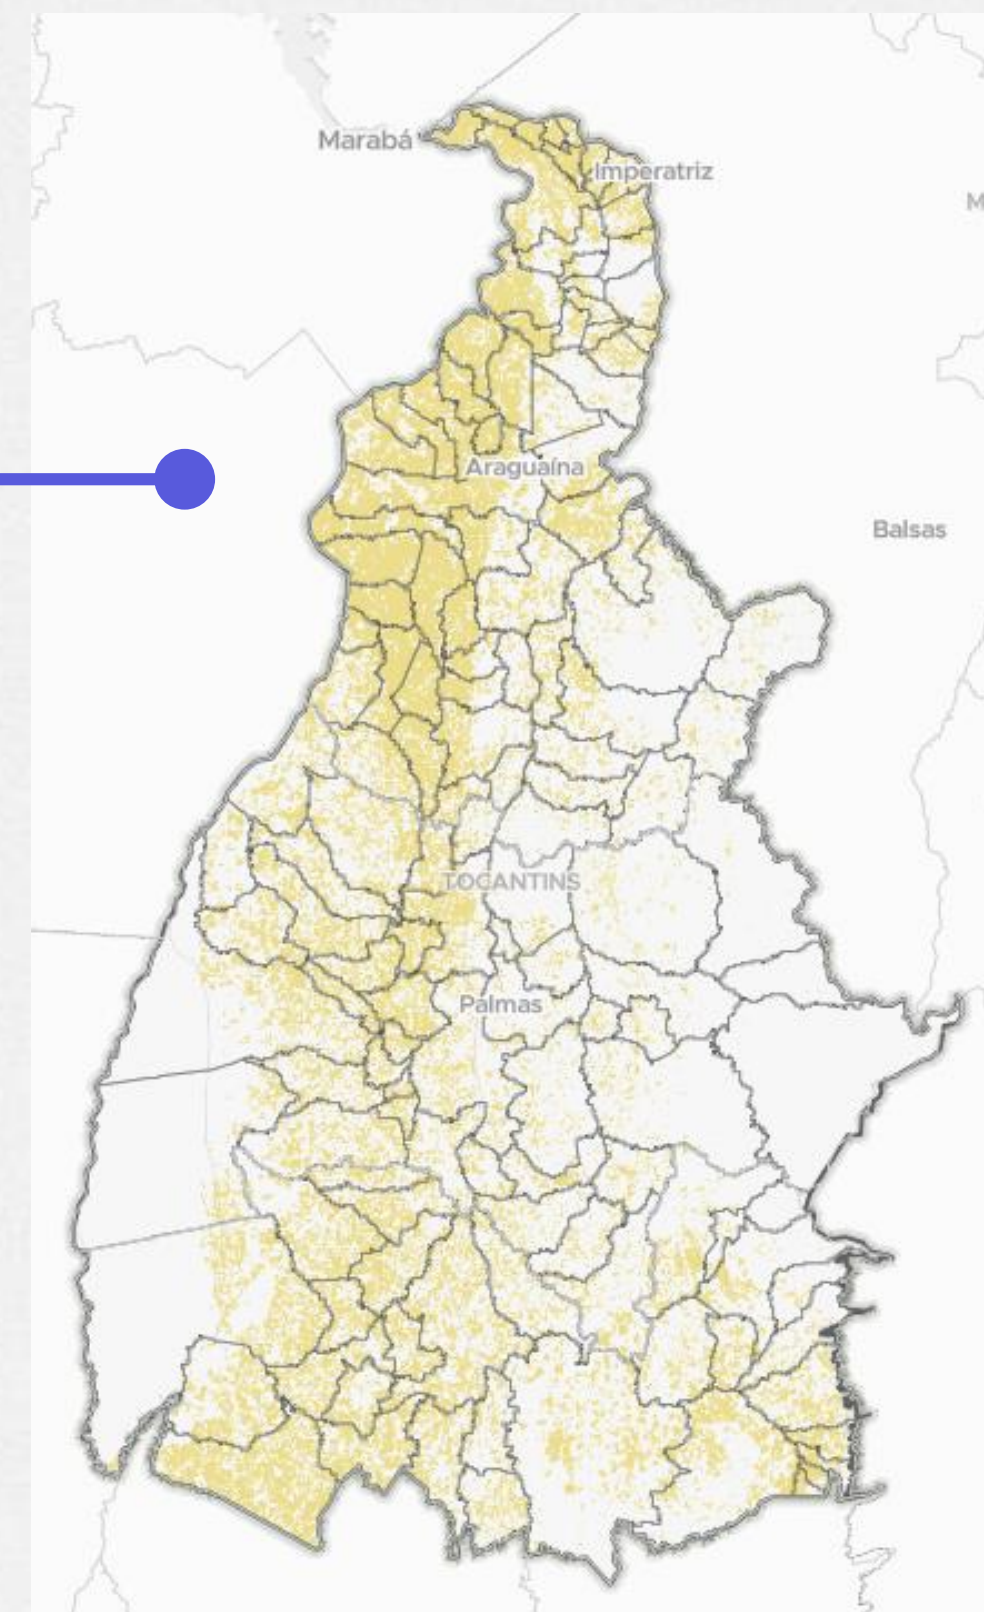 Marabá
Imperatriz
M
Araguaína
Balsas
TOCANTINS
Palmas